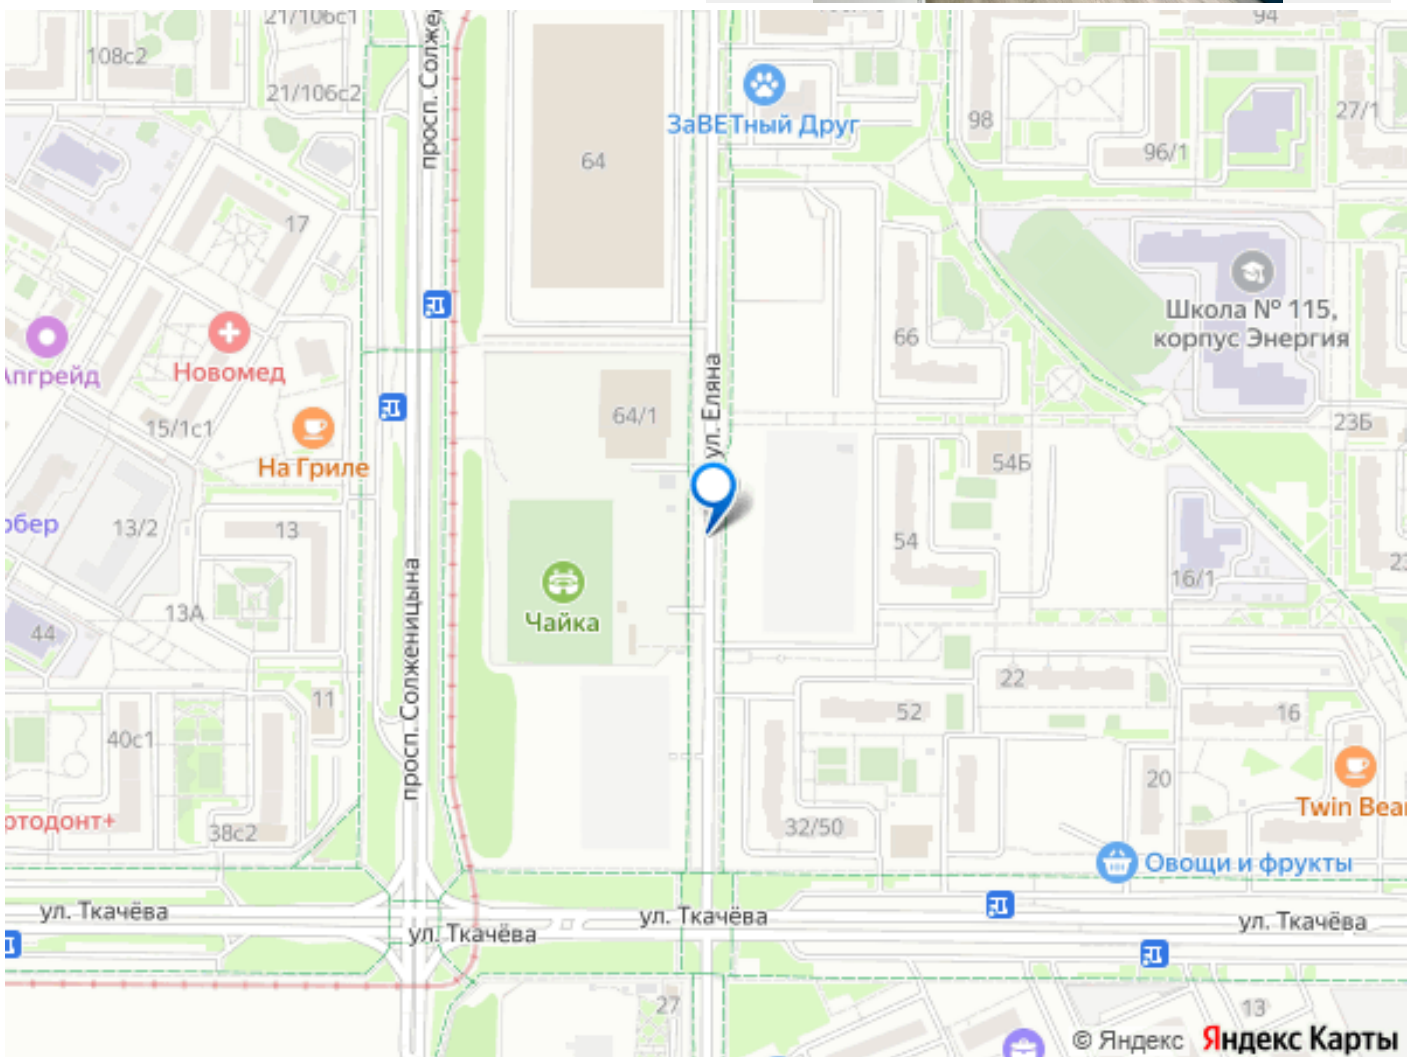 21/106с1
94
108с2
просп. Солже
21/106с2
ЗаВЕТный Друг
98
27/1
96/1
64
17
Школа № 115,
корпус Энергия
66
Новомед
Апгрейд
ул. Еляна
64/1
15/1с1
23Б
На Гриле
54Б
13/2
13
54
16/1
Чайка
13А
44
просп. Солженицына
22
11
52
16
40с1
20
Twin Bear
32/50
38с2
Овощи и фрукты
ул. Ткачёва
ул. Ткачёва
ул. Ткачёва
ул. Ткачёва
27
13
© Яндекс Яндекс Карты